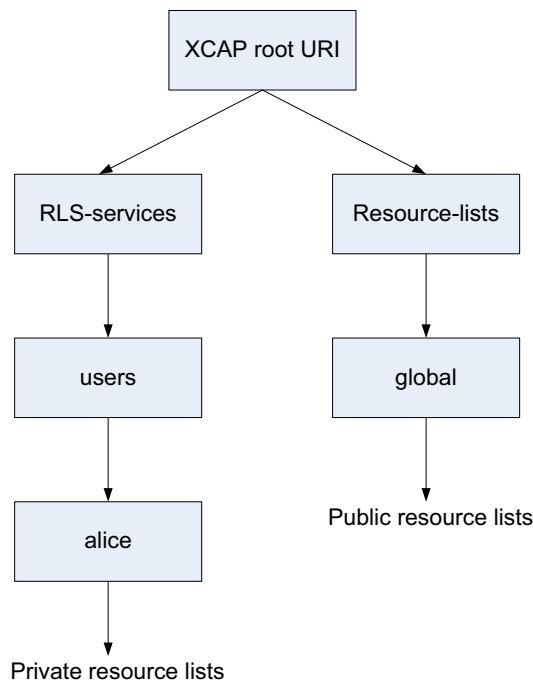 XCAP root URI
RLS-services
Resource-lists
users
global
alice
Public resource lists
Private resource lists